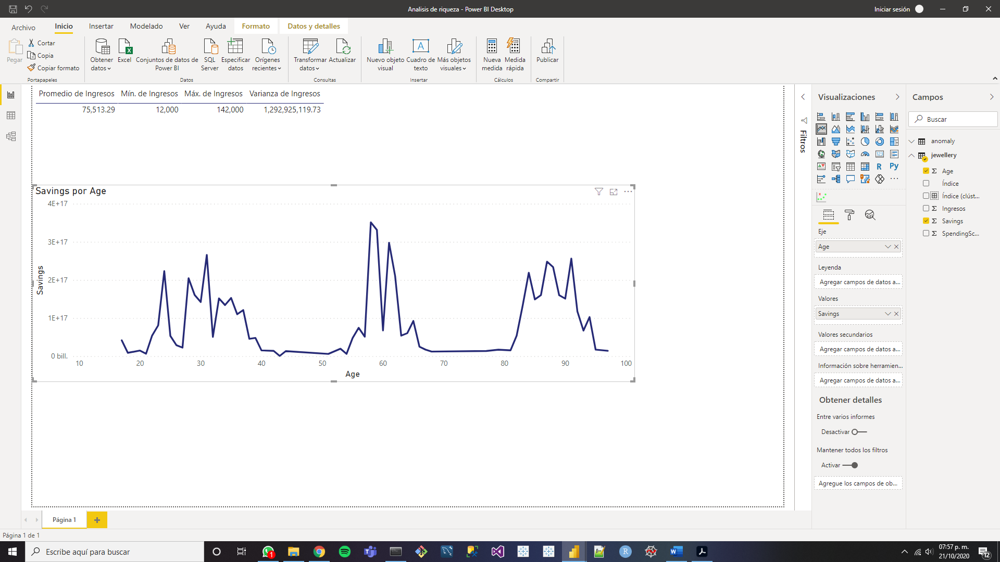 Analisis de riqueza - Power BI Desktop
Iniciar sesión
Archivo
Inicio
Insertar
Modelado
Ver
Ayuda
Formato
Datos y detalles
Pegar
Cortar
Copia
Copiar formato
Portapapeles
Obtener
datos
Excel
Conjuntos de datos de
Power BI
SQL
Server
Especificar
datos
Orígenes
recientes
Datos
Transformar
datos
Actualizar
Consultas
Nuevo objeto
visual
Cuadro de
texto
Más objetos
visuales
Insertar
Nueva
medida
Medida
rápida
Cálculos
Publicar
Compartir
Promedio de Ingresos Mín. de Ingresos Máx. de Ingresos Varianza de Ingresos
75,513.29 12,000 142,000 1,292,925,119.73
Savings por Age
4E+17
3E+17
2E+17
1E+17
0 bill.
Savings
10 20 30 40 50 60 70 80 90 100
Age
Filtros
Visualizaciones
R
Py
123
Eje
Age
Leyenda
Agregar campos de datos a...
Valores
Savings
Valores secundarios
Agregar campos de datos a...
Información sobre herramien...
Agregar campos de datos a...
Obtener detalles
Entre varios informes
Desactivar
Mantener todos los filtros
Activar
Agregue los campos de ob...
Campos
Buscar
anomaly
jewellery
Age
Índice
Índice (clúst...
Ingresos
Savings
SpendingSc...
Página 1
Página 1 de 1
Escribe aquí para buscar
1
07:57 p. m.
21/10/2020
12